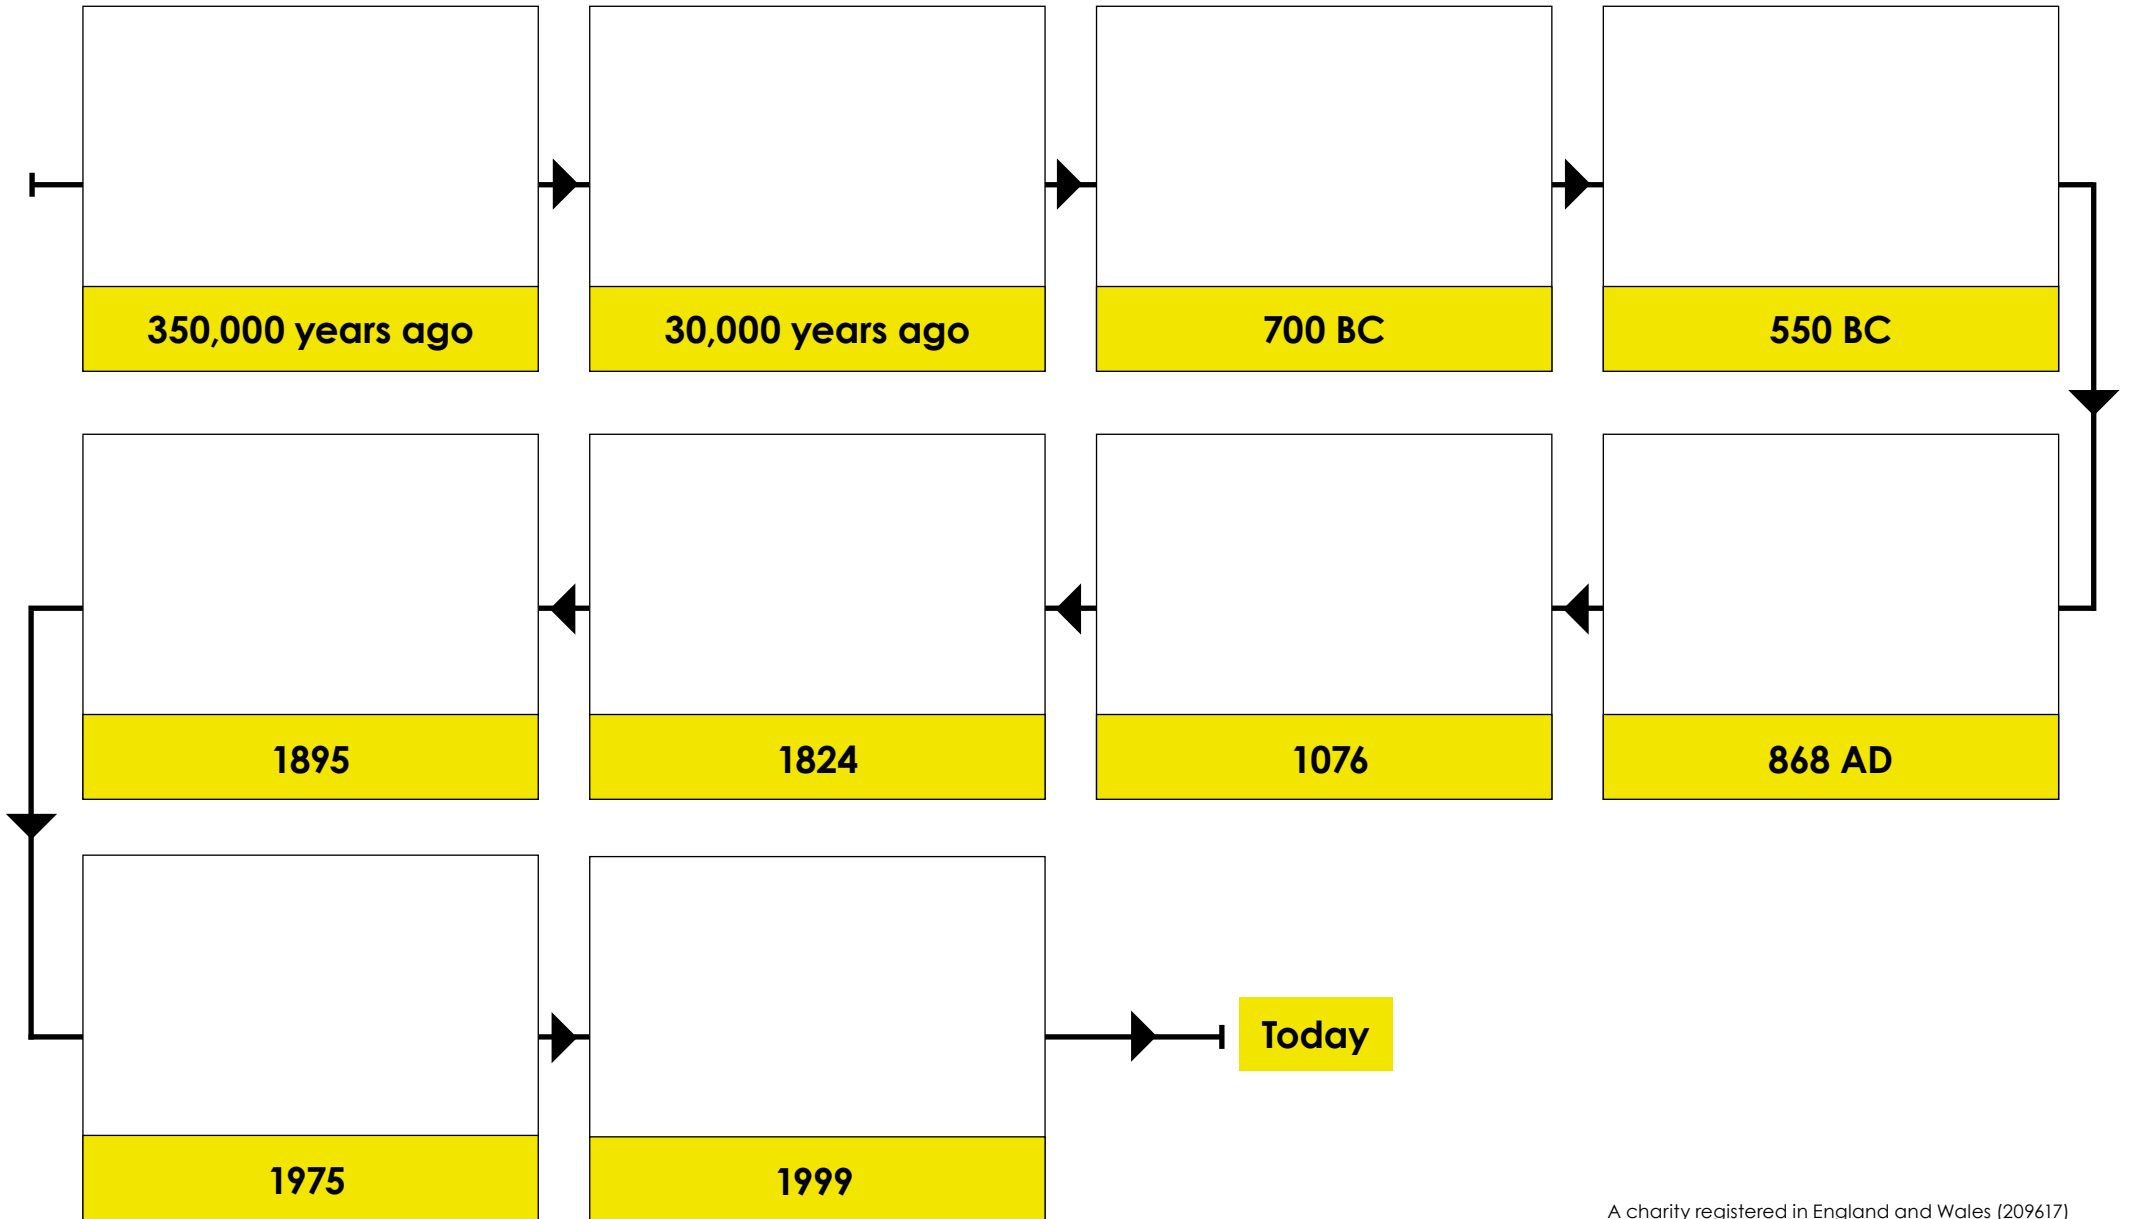 350,000 years ago
30,000 years ago
700 BC
550 BC
868 AD
1076
1824
1895
1975
1999
Today
A charity registered in England and Wales (209617)